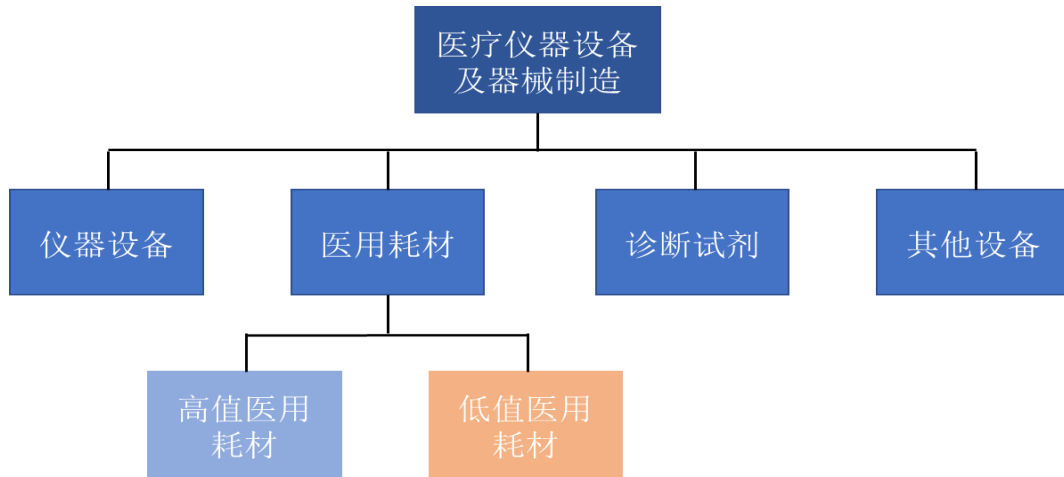 医疗仪器设备
及器械制造
仪器设备
医用耗材
诊断试剂
其他设备
高值医用
耗材
低值医用
耗材